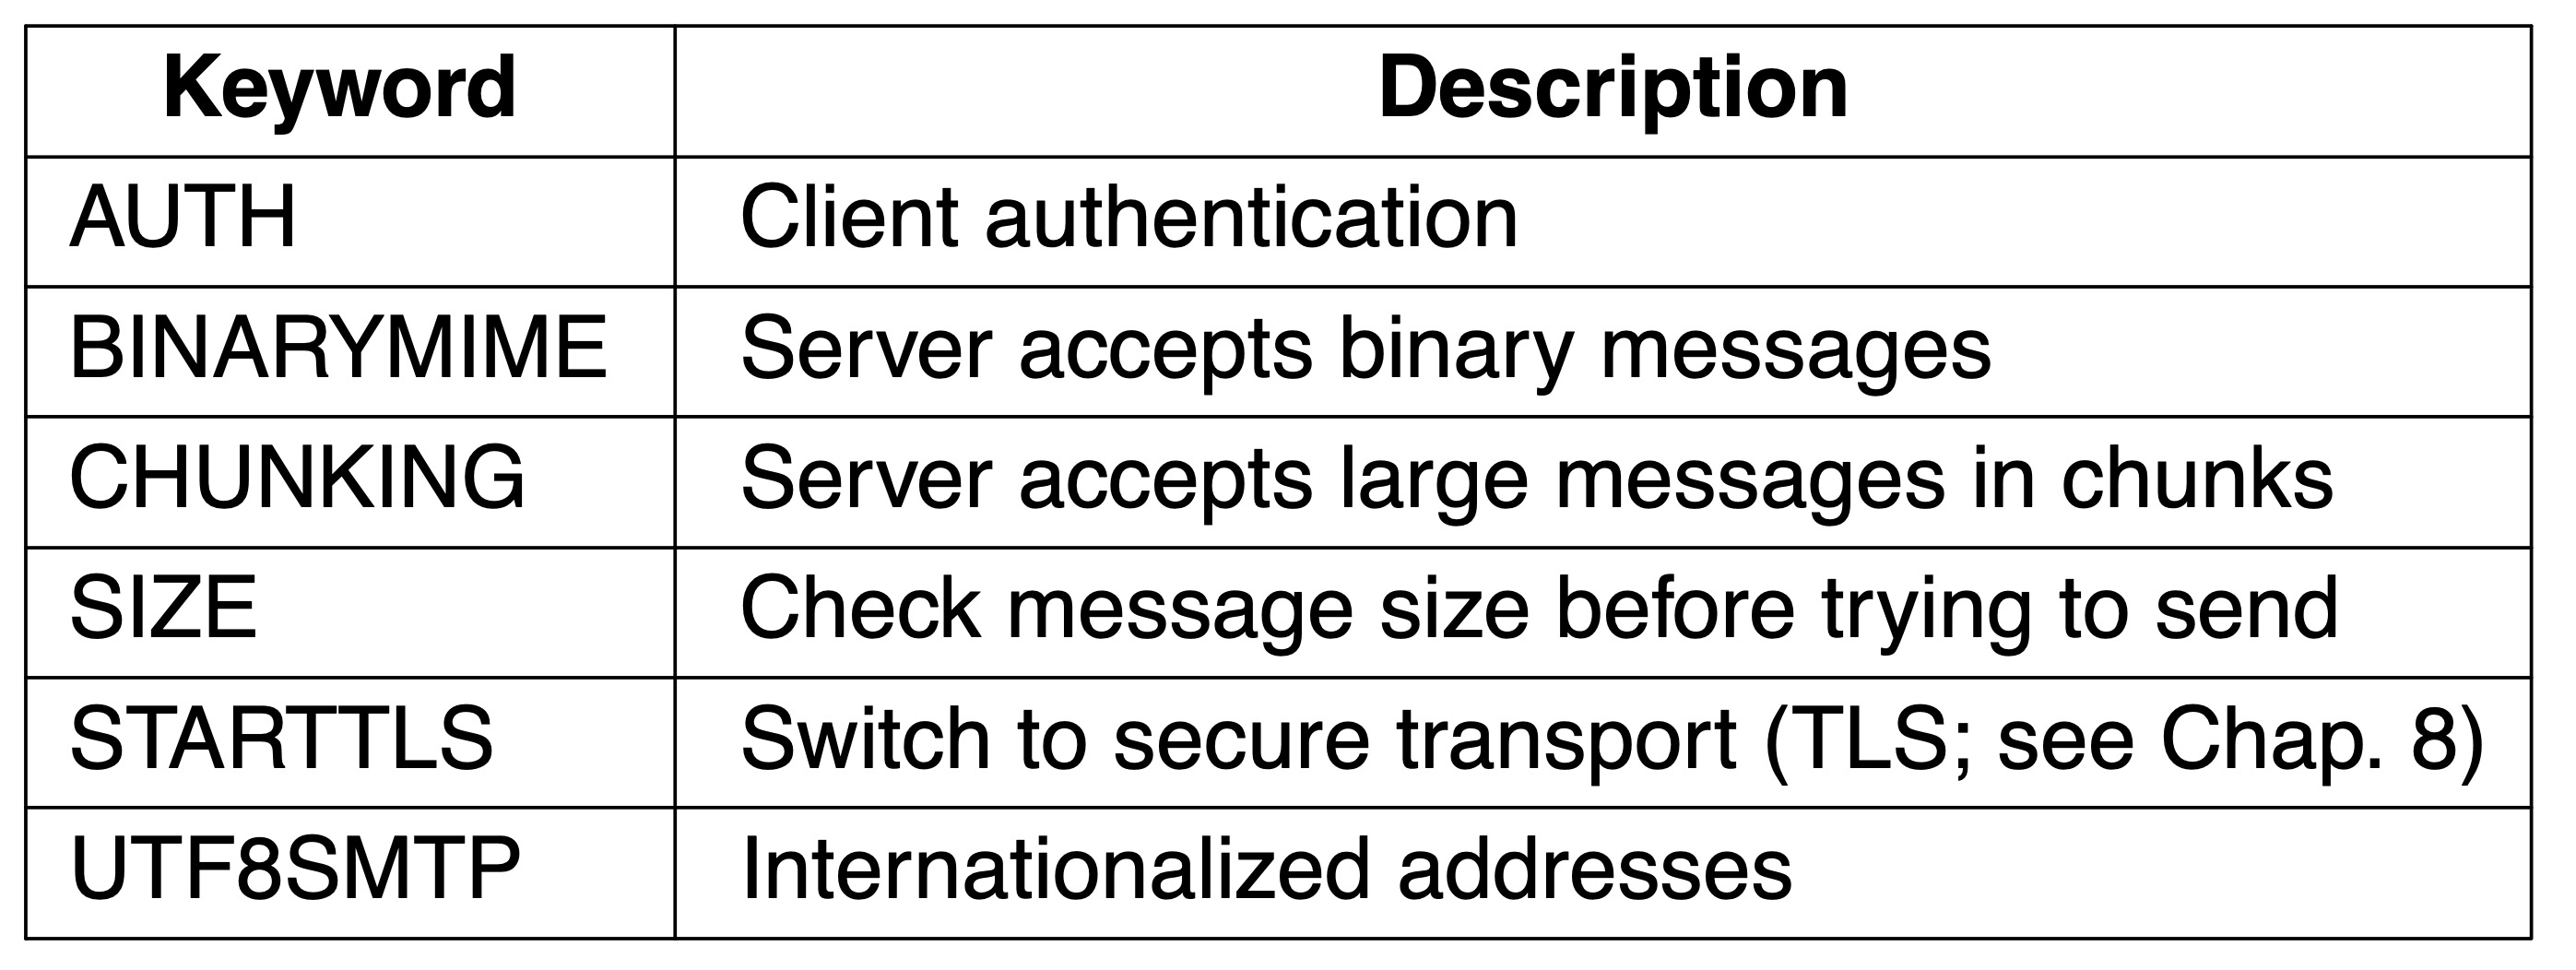 Keyword Description
AUTH Client authentication
BINARYMIME Server accepts binary messages
CHUNKING Server accepts large messages in chunks
SIZE Check message size before trying to send
STARTTLS Switch to secure transport (TLS; see Chap. 8)
UTF8SMTP Internationalized addresses